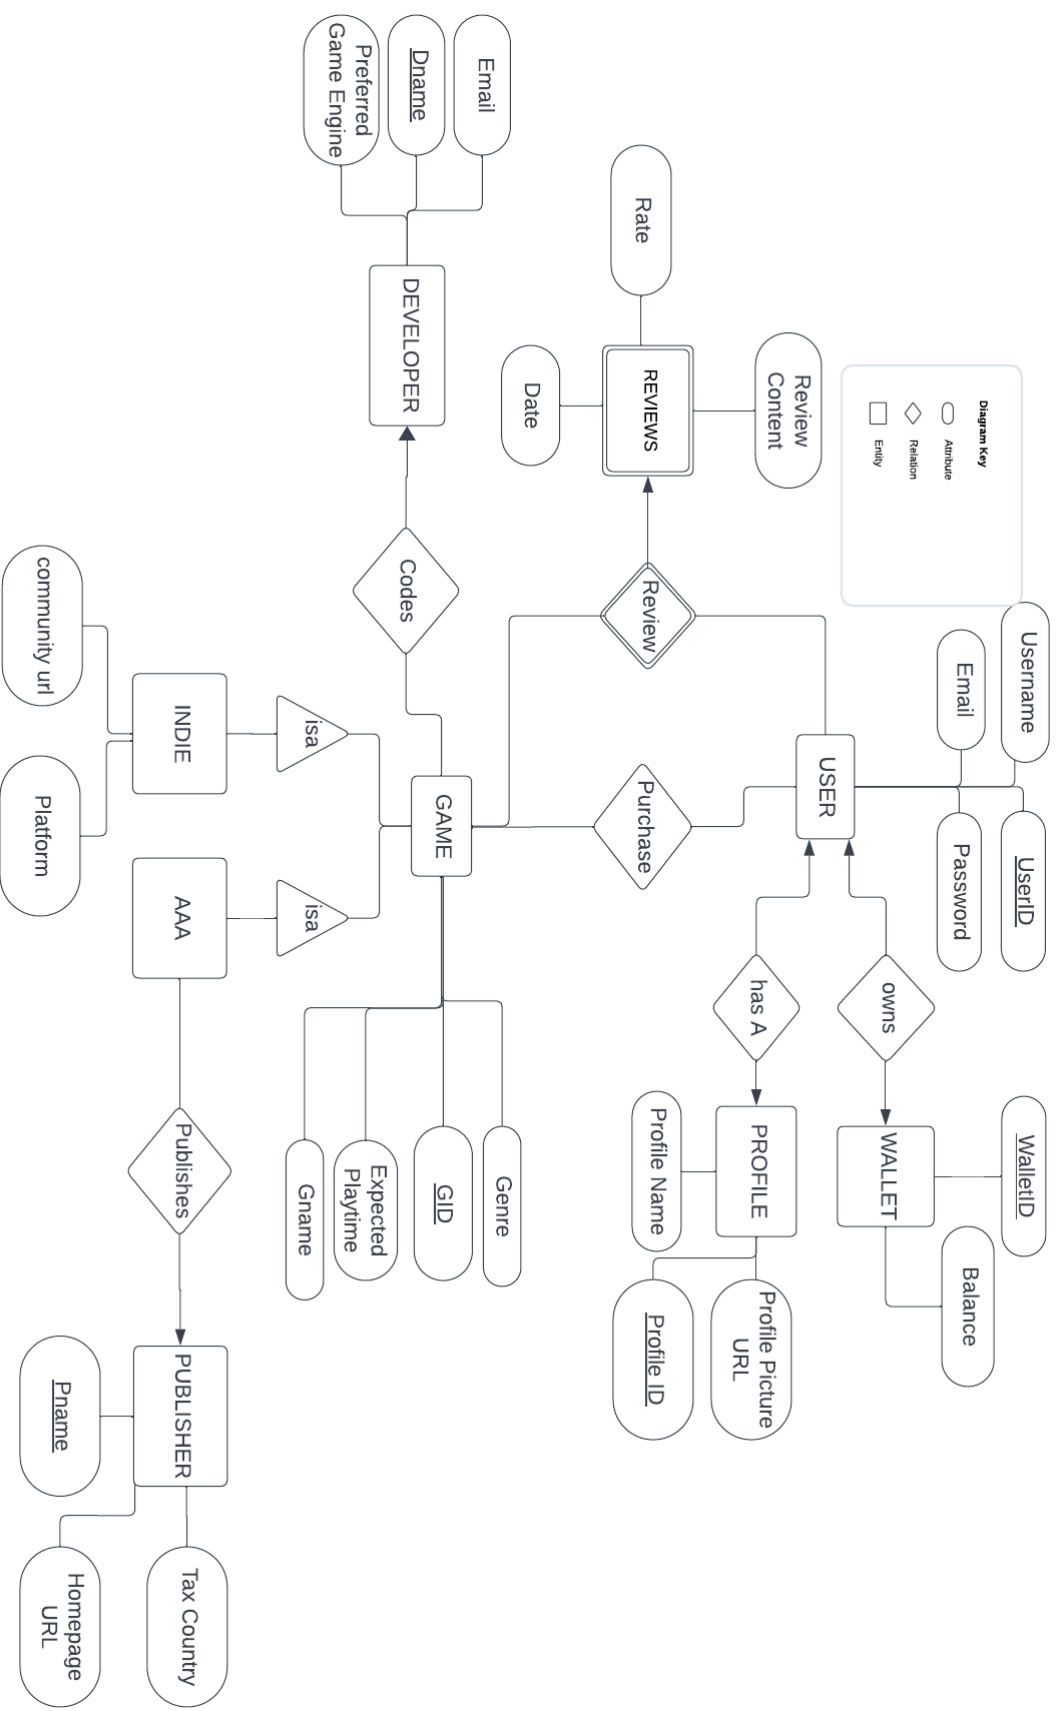 Diagram Key
Attribute
Relation
Entity
Username
UserID
Email
Password
WalletID
Balance
USER
owns
WALLET
Review
Content
has A
PROFILE
Profile Picture
URL
Profile Name
Profile ID
Rate
REVIEWS
Review
Purchase
Date
Email
Dname
Preferred
Game Engine
DEVELOPER
Codes
GAME
Genre
GID
Expected
Playtime
Gname
isa
isa
INDIE
AAA
Publishes
PUBLISHER
Tax Country
community url
Platform
Pname
Homepage
URL